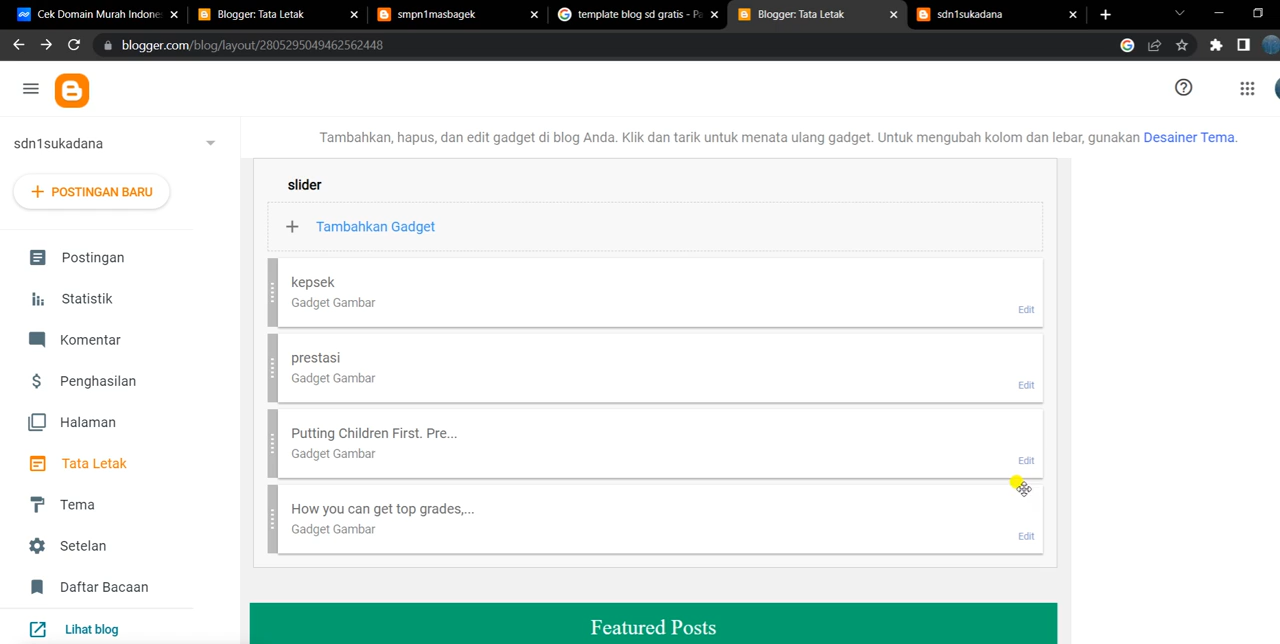 Cek Domain Murah Indone
Blogger: Tata Letak
smpn1masbagek
template blog sd gratis - Pe
Blogger: Tata Letak
sdn1sukadana
blogger.com/blog/layout/2805295049462562448
sdn1sukadana
Tambahkan, hapus, dan edit gadget di blog Anda. Klik dan tarik untuk menata ulang gadget. Untuk mengubah kolom dan lebar, gunakan Desainer Tema.
POSTINGAN BARU
Postingan
Statistik
Komentar
Penghasilan
Halaman
Tata Letak
Tema
Setelan
Daftar Bacaan
Lihat blog
slider
Tambahkan Gadget
kepsek
Gadget Gambar
Edit
prestasi
Gadget Gambar
Edit
Putting Children First. Pre...
Gadget Gambar
Edit
How you can get top grades,...
Gadget Gambar
Edit
Featured Posts